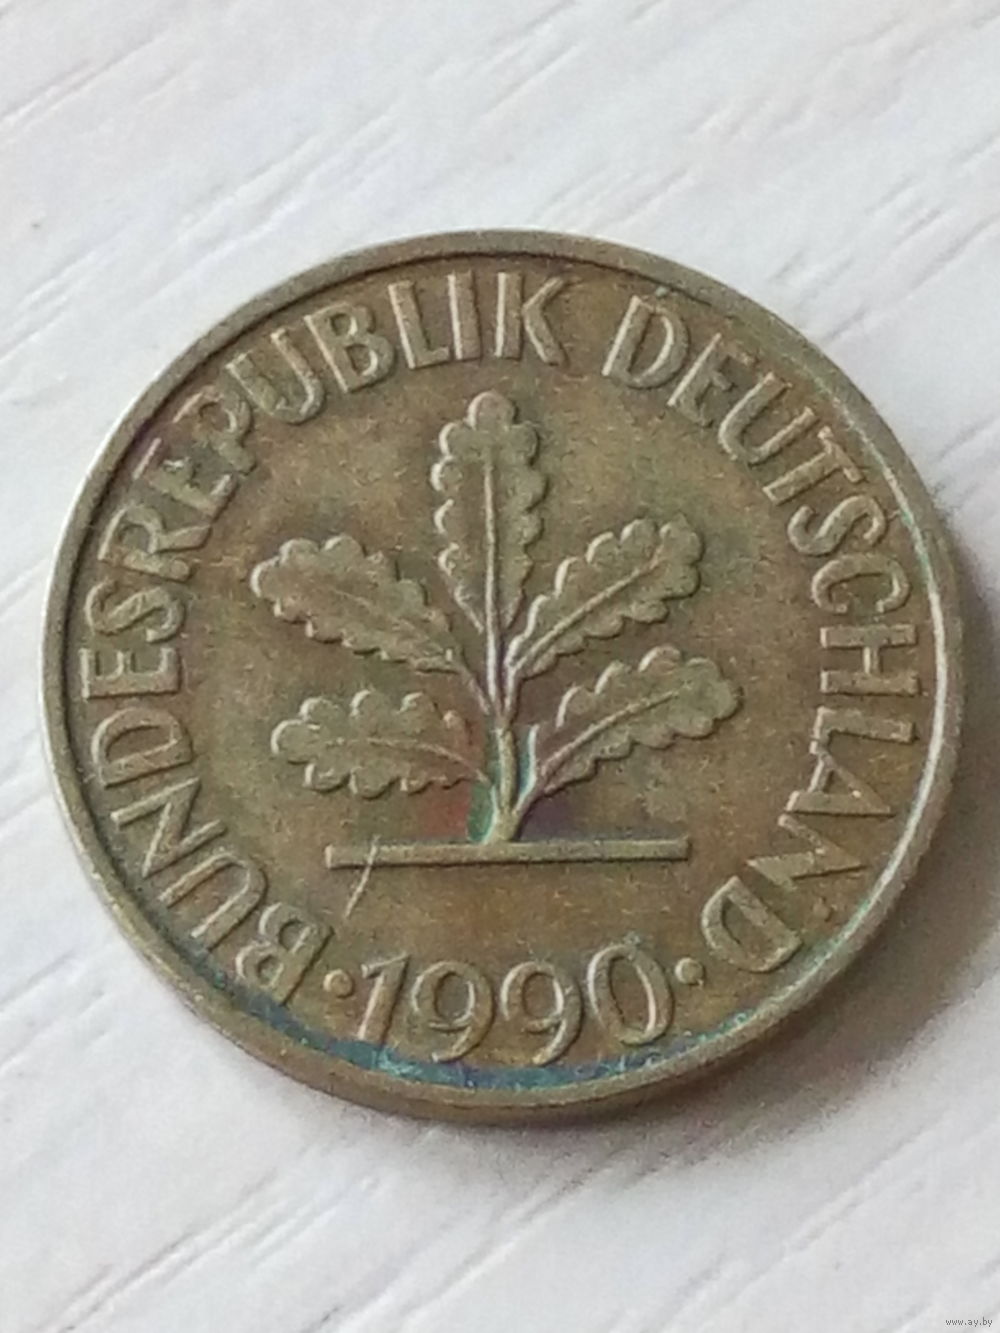 BUNDESREPUBLIK DEUTSCHLAND
· 1990 ·
www.ay.by